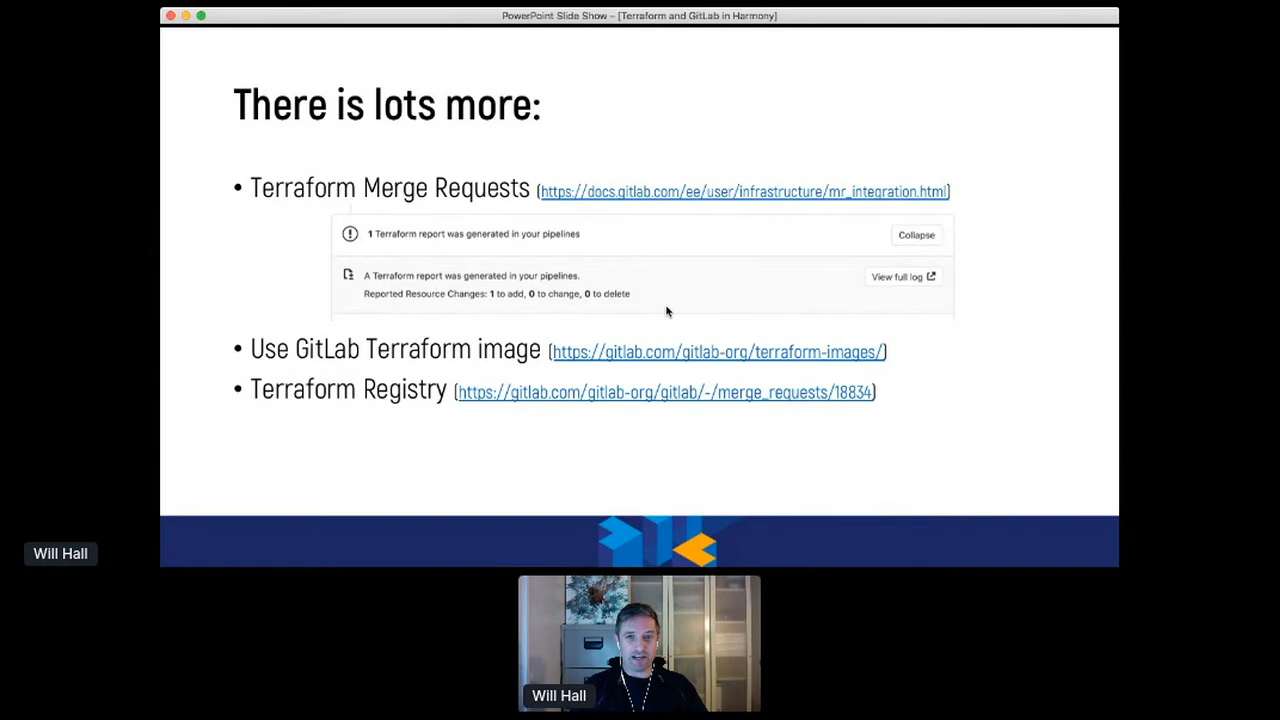 PowerPoint Slide Show – [Terraform and GitLab in Harmony]
There is lots more:
• Terraform Merge Requests (https://docs.gitlab.com/ee/user/infrastructure/mr_integration.html)
1 Terraform report was generated in your pipelines
Collapse
A Terraform report was generated in your pipelines.
View full log
Reported Resource Changes: 1 to add, 0 to change, 0 to delete
• Use GitLab Terraform image (https://gitlab.com/gitlab-org/terraform-images/)
• Terraform Registry (https://gitlab.com/gitlab-org/gitlab/-/merge_requests/18834)
Will Hall
Will Hall